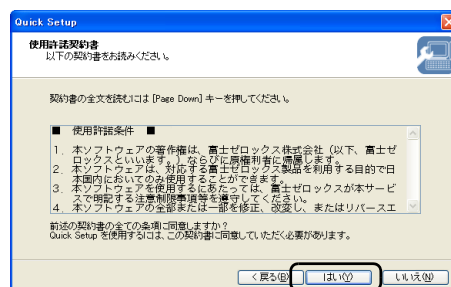 Quick Setup
使用許諾契約書
以下の契約書をお読みください。
契約書の全文を読むには [Page Down] キーを押してください。
■ 使用許諾条件 ■
1. 本ソフトウェアの著作権は、富士ゼロックス株式会社（以下、富士ゼ
ロックスといいます。）ならびに原権利者に帰属します。
2. 本ソフトウェアは、対応する富士ゼロックス製品を利用する目的で日
本国内においてのみ使用することができます。
3. 本ソフトウェアを使用するにあたっては、富士ゼロックスが本サービ
スで明記する注意制限事項等を遵守してください。
4. 本ソフトウェアの全部または一部を修正、改変し、またはリバースエ
前述の契約書の全ての条項に同意しますか？
Quick Setup を使用するには、この契約書に同意していただく必要があります。
< 戻る(B) はい(Y) いいえ(N)